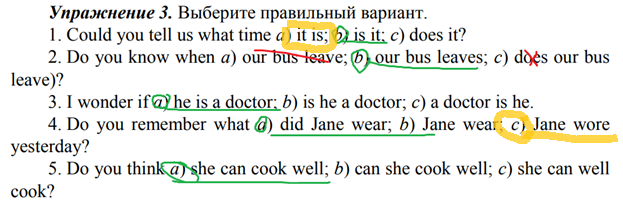 Упражнение 3. Выберите правильный вариант.
1. Could you tell us what time a) it is; b) is it; c) does it?
2. Do you know when a) our bus leave; b) our bus leaves; c) does our bus
leave)?
3. I wonder if a) he is a doctor; b) is he a doctor; c) a doctor is he.
4. Do you remember what a) did Jane wear; b) Jane wear; c) Jane wore
yesterday?
5. Do you think a) she can cook well; b) can she cook well; c) she can well
cook?